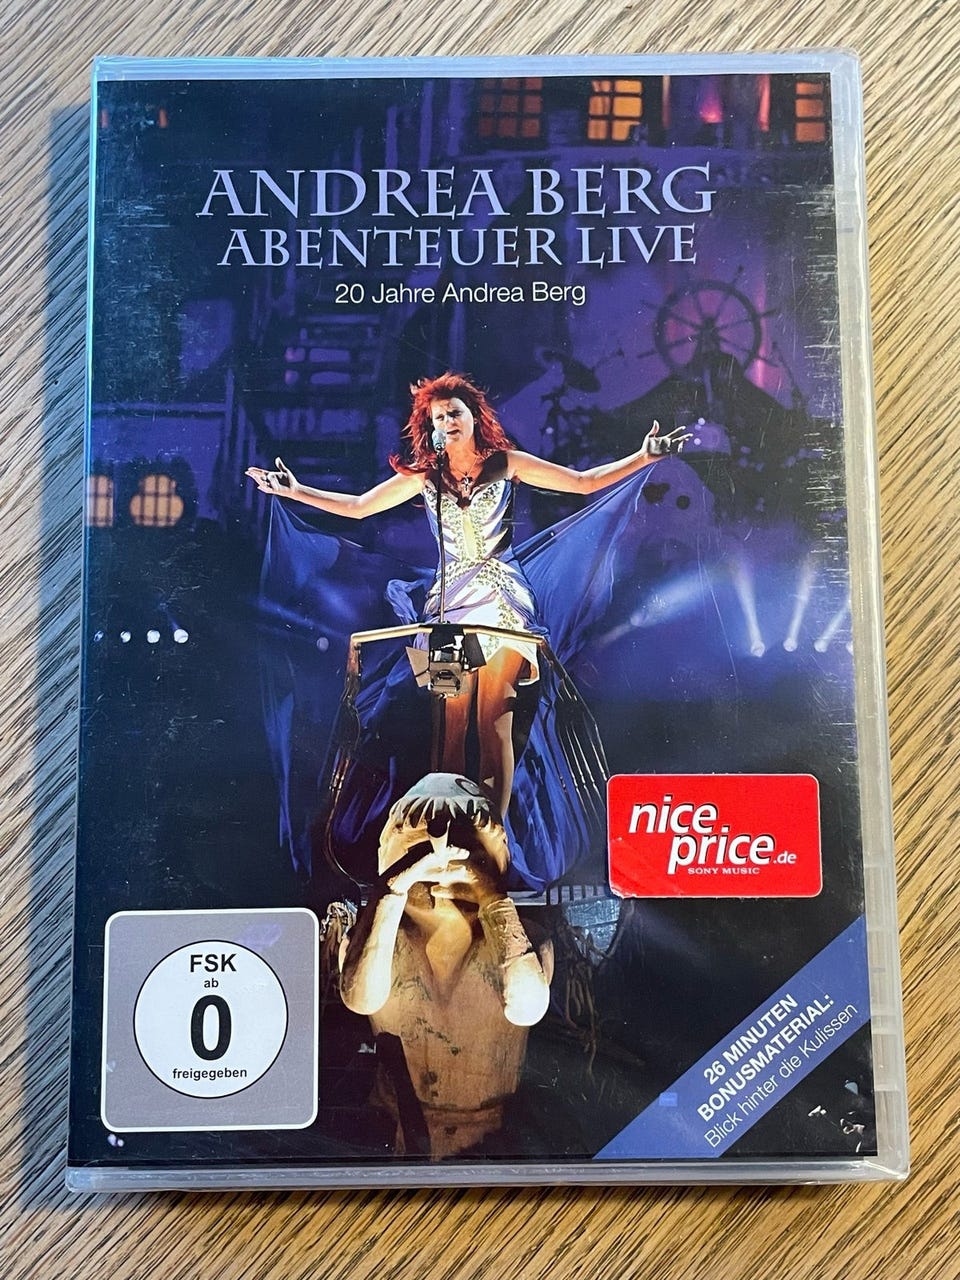 ANDREA BERG
ABENTEUER LIVE
20 Jahre Andrea Berg
nice
price.de
SONY MUSIC
FSK
ab
0
freigegeben
26 MINUTEN
BONUSMATERIAL:
Blick hinter die Kulissen